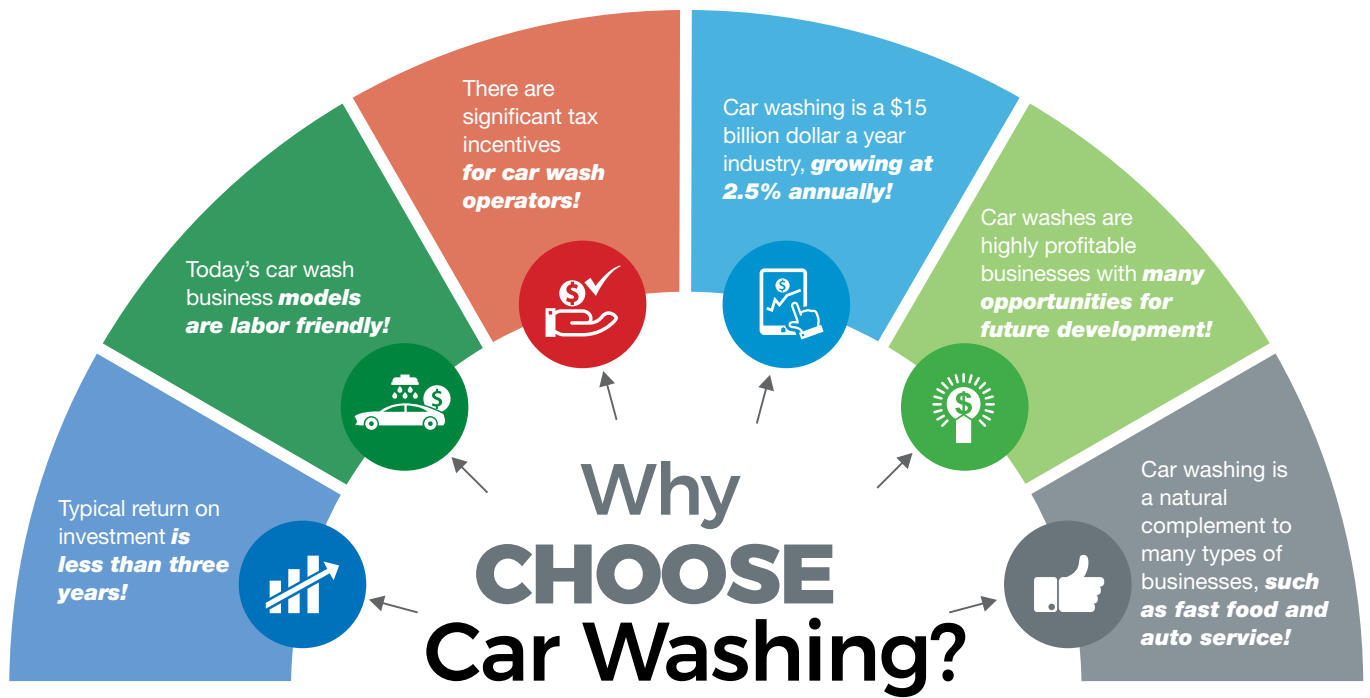 Typical return on
investment is
less than three
years!
Today's car wash
business models
are labor friendly!
There are
significant tax
incentives
for car wash
operators!
Car washing is a $15
billion dollar a year
industry, growing at
2.5% annually!
Car washes are
highly profitable
businesses with many
opportunities for
future development!
Car washing is
a natural
complement to
many types of
businesses, such
as fast food and
auto service!
$
$
$
$
Why
CHOOSE
Car Washing?